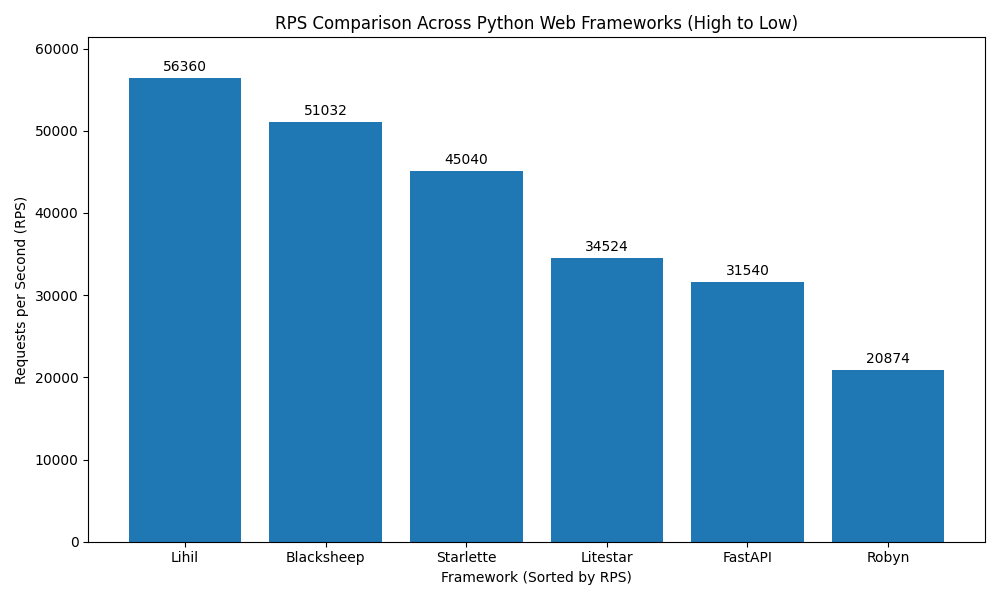 RPS Comparison Across Python Web Frameworks (High to Low)
Requests per Second (RPS)
60000
50000
40000
30000
20000
10000
0
56360
51032
45040
34524
31540
20874
Lihil
Blacksheep
Starlette
Litestar
FastAPI
Robyn
Framework (Sorted by RPS)